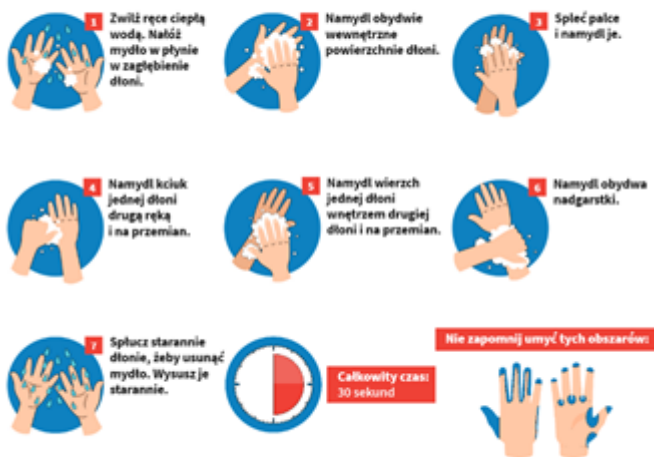 1
Zwilż ręce ciepłą
wodą. Nałóż
mydło w płynie
w zagłębienie
dłoni.
2
Namydl obydwie
wewnętrzne
powierzchnie dłoni.
3
Spleć palce
i namydl je.
4
Namydl kciuk
jednej dłoni
drugą ręką
i na przemian.
5
Namydl wierzch
jednej dłoni
wnętrzem drugiej
dłoni i na przemian.
6
Namydl obydwa
nadgarstki.
7
Spłucz starannie
dłonie, żeby usunąć
mydło. Wysusz je
starannie.
Całkowity czas:
30 sekund
Nie zapomnij umyć tych obszarów: